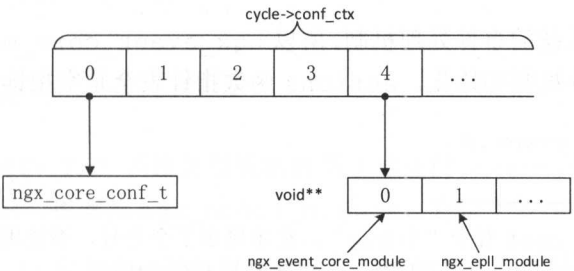 cycle->conf_ctx
0 1 2 3 4 ...
ngx_core_conf_t
void** 0 1 ...
ngx_event_core_module ngx_epll_module